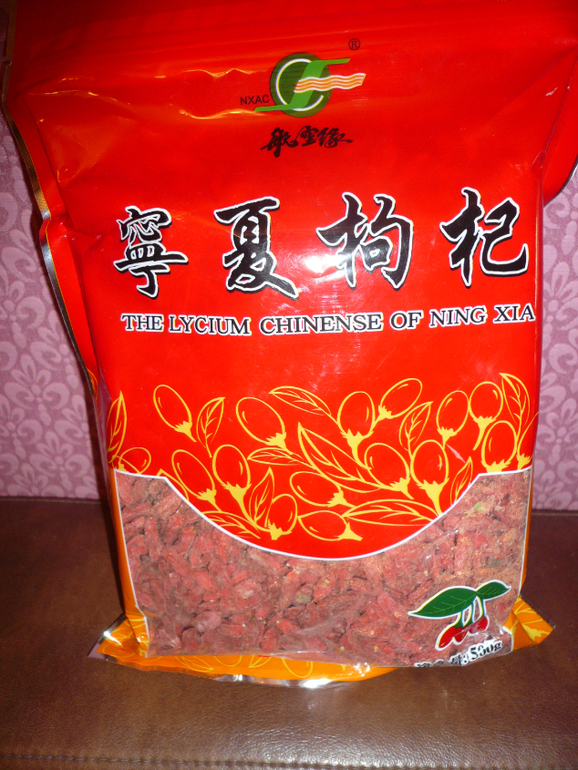 ®
NXAC
寧夏枸杞
THE LYCIUM CHINENSE OF NING XIA
500g